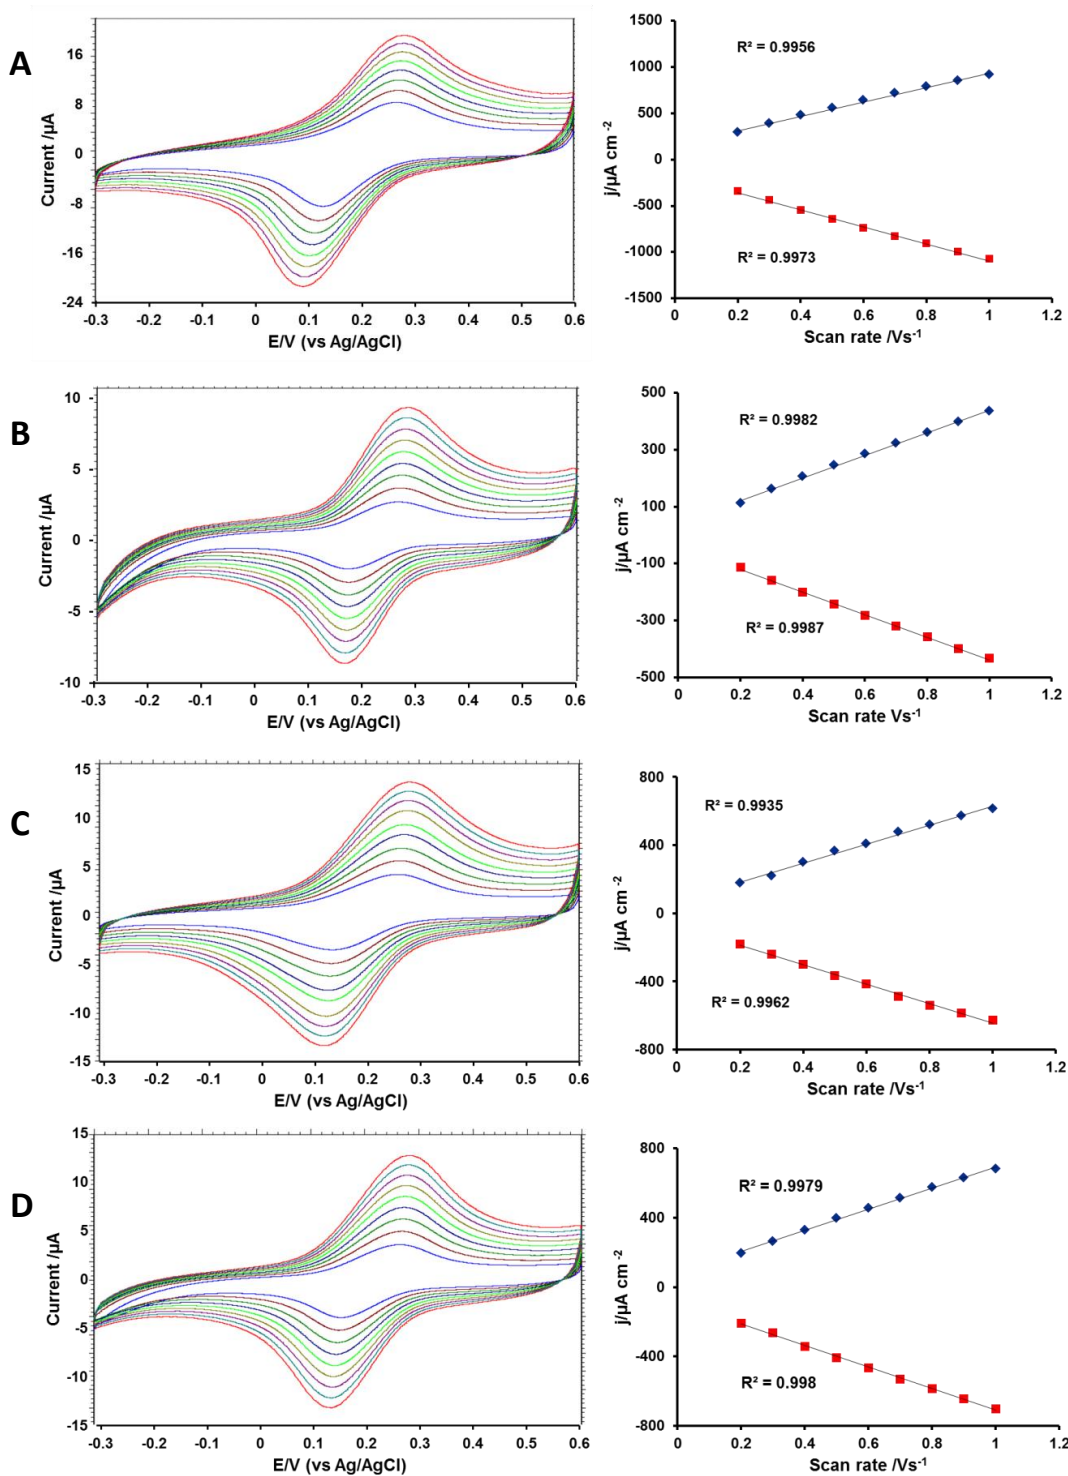 A
Current /µA
16
8
0
-8
-16
-24
-0.3 -0.2 -0.1 0 0.1 0.2 0.3 0.4 0.5 0.6
E/V (vs Ag/AgCl)
j/µA cm⁻²
1500
1000
500
0
-500
-1000
-1500
R² = 0.9956
R² = 0.9973
0 0.2 0.4 0.6 0.8 1 1.2
Scan rate /Vs⁻¹
B
Current /µA
10
5
0
-5
-10
-0.3 -0.2 -0.1 0 0.1 0.2 0.3 0.4 0.5 0.6
E/V (vs Ag/AgCl)
j/µA cm⁻²
500
300
100
-100
-300
-500
R² = 0.9982
R² = 0.9987
0 0.2 0.4 0.6 0.8 1 1.2
Scan rate Vs⁻¹
C
Current /µA
15
10
5
0
-5
-10
-15
-0.3 -0.2 -0.1 0 0.1 0.2 0.3 0.4 0.5 0.6
E/V (vs Ag/AgCl)
j/µA cm⁻²
800
400
0
-400
-800
R² = 0.9935
R² = 0.9962
0 0.2 0.4 0.6 0.8 1 1.2
Scan rate /Vs⁻¹
D
Current /µA
15
10
5
0
-5
-10
-15
-0.3 -0.2 -0.1 0 0.1 0.2 0.3 0.4 0.5 0.6
E/V (vs Ag/AgCl)
j/µA cm⁻²
800
400
0
-400
-800
R² = 0.9979
R² = 0.998
0 0.2 0.4 0.6 0.8 1 1.2
Scan rate /Vs⁻¹